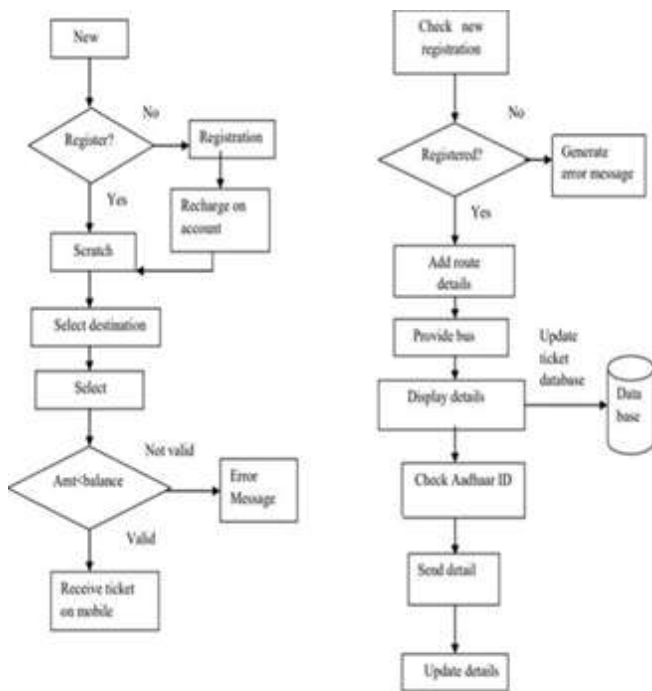 New
No
Register?
Registration
Yes
Recharge on
account
Scratch
Select destination
Select
Not valid
Amt<balance
Error
Message
Valid
Receive ticket
on mobile
Check new
registration
No
Registered?
Generate
error message
Yes
Add route
details
Provide bus
Update
ticket
database
Display details
Data
base
Check Aadhaar ID
Send detail
Update details